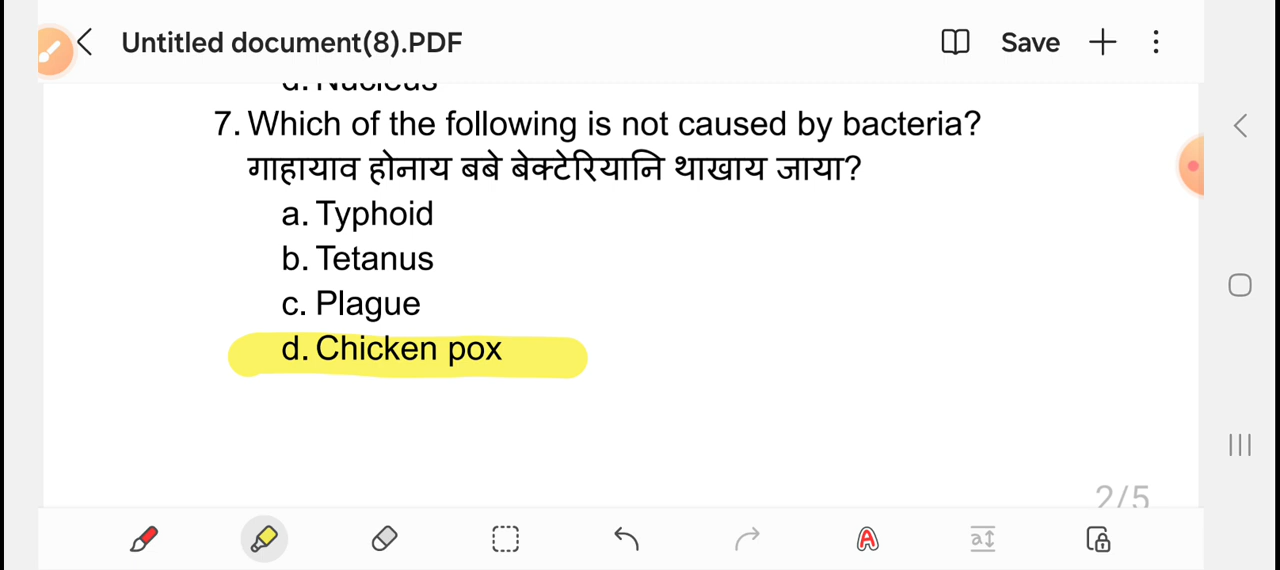 Untitled document(8).PDF
Save
d. Nucleus
7. Which of the following is not caused by bacteria?
गाहायाव होनाय बबे बेक्टेरियानि थाखाय जाया?
a. Typhoid
b. Tetanus
c. Plague
d. Chicken pox
2/5